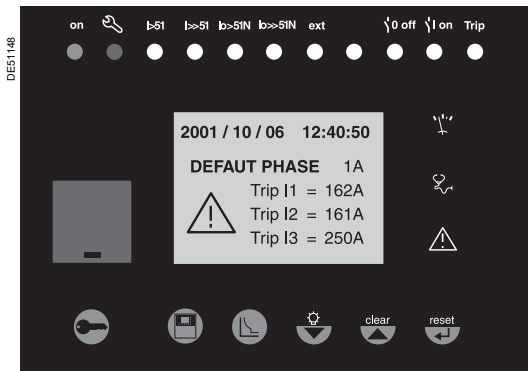 on I>51 I>>51 Io>51N Io>>51N ext 0 off I on Trip
DE51148
2001 / 10 / 06 12:40:50
DEFAUT PHASE 1A
Trip I1 = 162A
Trip I2 = 161A
Trip I3 = 250A
clear reset